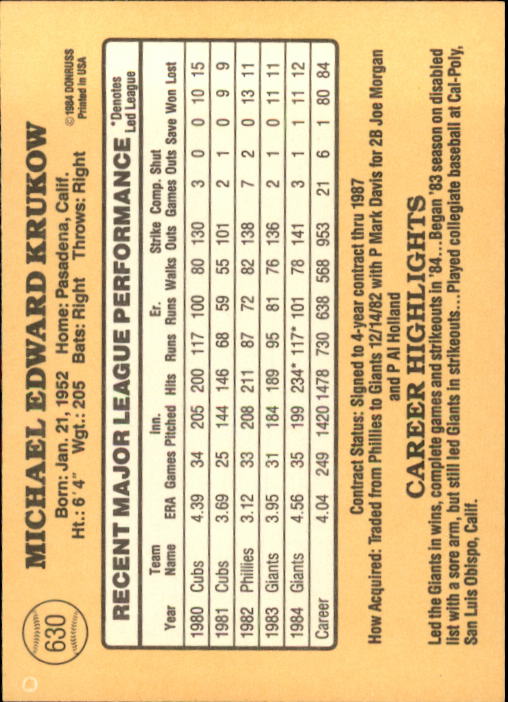 630
MICHAEL EDWARD KRUKOW
Born: Jan. 21, 1952 Home: Pasadena, Calif.
Ht.: 6'4" Wgt.: 205 Bats: Right Throws: Right
© 1984 DONRUSS
Printed in USA
RECENT MAJOR LEAGUE PERFORMANCE *Denotes Led League
Year Team Name ERA Games Inn. Pitched Hits Runs Er. Runs Walks Strike Outs Comp. Games Shut Outs Save Won Lost
1980 Cubs 4.39 34 205 200 117 100 80 130 3 0 0 10 15
1981 Cubs 3.69 25 144 146 68 59 55 101 2 1 0 9 9
1982 Phillies 3.12 33 208 211 87 72 82 138 7 2 0 13 11
1983 Giants 3.95 31 184 189 95 81 76 136 2 1 0 11 11
1984 Giants 4.56 35 199 234* 117* 101 78 141 3 1 1 11 12
Career 4.04 249 1420 1478 730 638 568 953 21 6 1 80 84
Contract Status: Signed to 4-year contract thru 1987
How Acquired: Traded from Phillies to Giants 12/14/82 with P Mark Davis for 2B Joe Morgan
and P Al Holland
CAREER HIGHLIGHTS
Led the Giants in wins, complete games and strikeouts in '84...Began '83 season on disabled
list with a sore arm, but still led Giants in strikeouts...Played collegiate baseball at Cal-Poly,
San Luis Obispo, Calif.